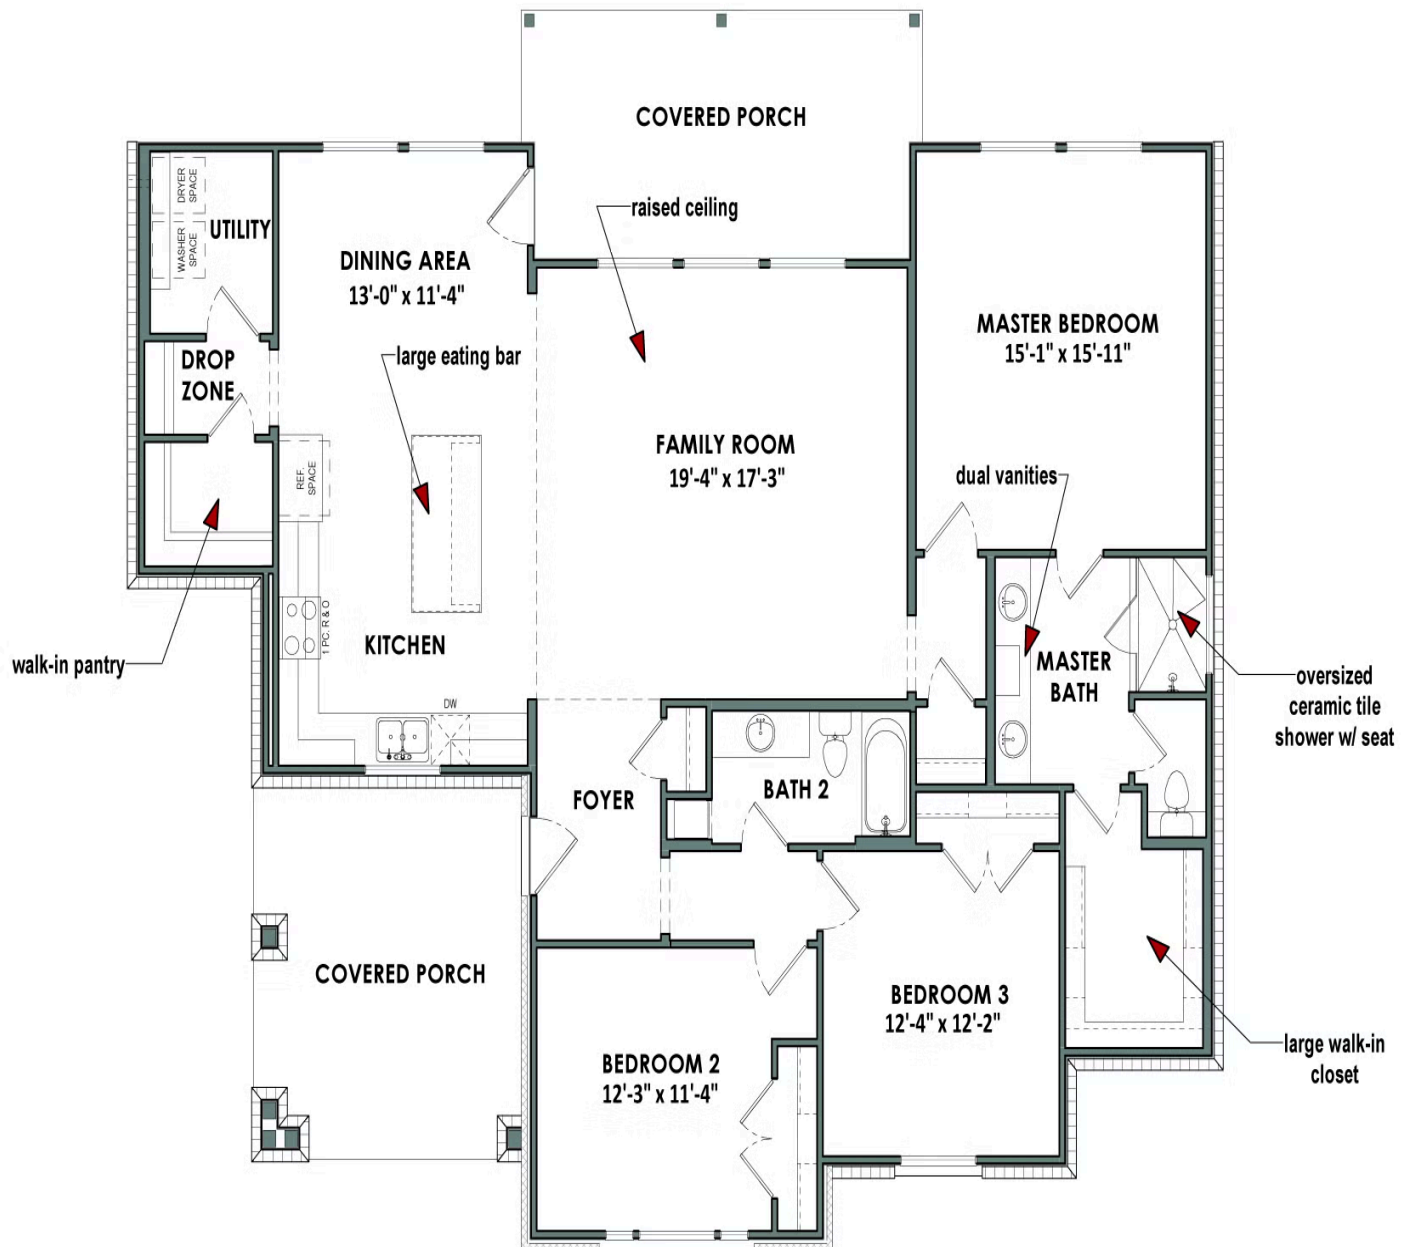 COVERED PORCH
raised ceiling
DRYER
SPACE
WASHER
SPACE
UTILITY
DINING AREA
13'-0" x 11'-4"
MASTER BEDROOM
15'-1" x 15'-11"
large eating bar
DROP
ZONE
FAMILY ROOM
19'-4" x 17'-3"
REF.
SPACE
dual vanities
1 PC. R & O
KITCHEN
walk-in pantry
MASTER
BATH
oversized
ceramic tile
shower w/ seat
DW
FOYER
BATH 2
COVERED PORCH
BEDROOM 3
12'-4" x 12'-2"
BEDROOM 2
12'-3" x 11'-4"
large walk-in
closet